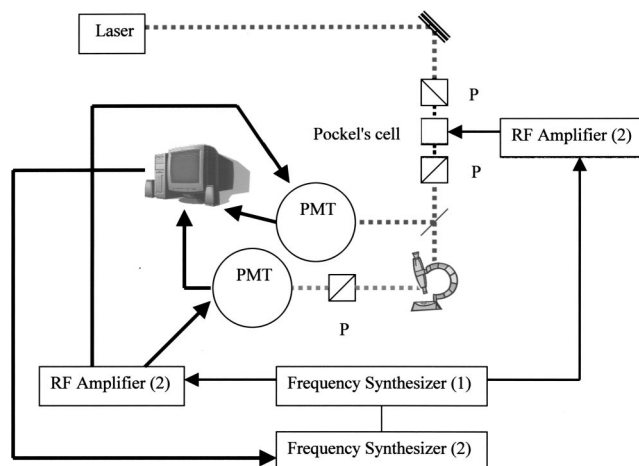 Laser
P
Pockel's cell
RF Amplifier (2)
P
PMT
PMT
P
RF Amplifier (2)
Frequency Synthesizer (1)
Frequency Synthesizer (2)